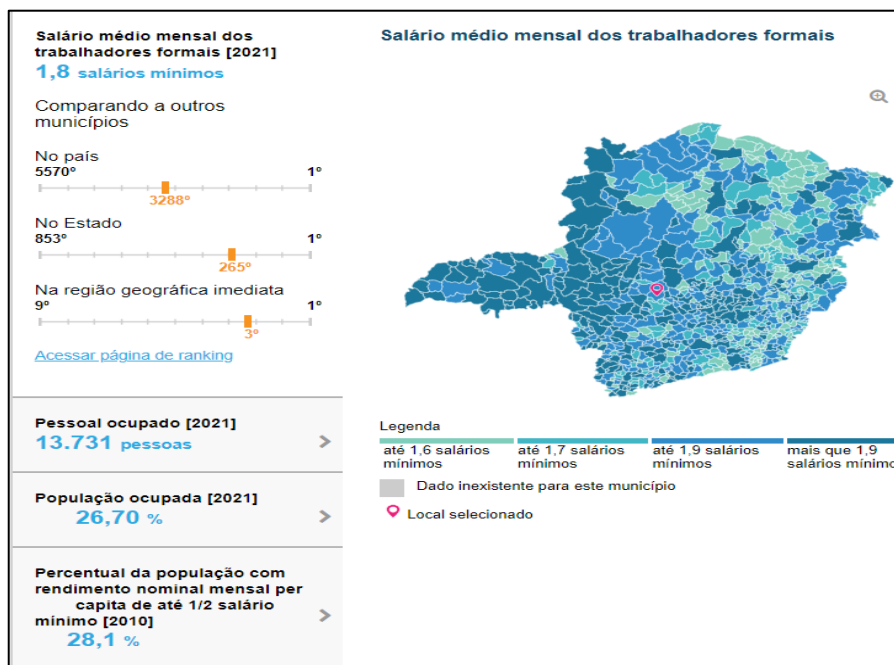 Salário médio mensal dos
trabalhadores formais [2021]
1,8 salários mínimos
Comparando a outros
municípios
No país
5570º 1º
3288º
No Estado
853º 1º
265º
Na região geográfica imediata
9º 1º
3º
Acessar página de ranking
Pessoal ocupado [2021]
13.731 pessoas
População ocupada [2021]
26,70 %
Percentual da população com
rendimento nominal mensal per
capita de até 1/2 salário
mínimo [2010]
28,1 %
Salário médio mensal dos trabalhadores formais
Legenda
até 1,6 salários
mínimos
até 1,7 salários
mínimos
até 1,9 salários
mínimos
mais que 1,9
salários mínimo
Dado inexistente para este município
Local selecionado